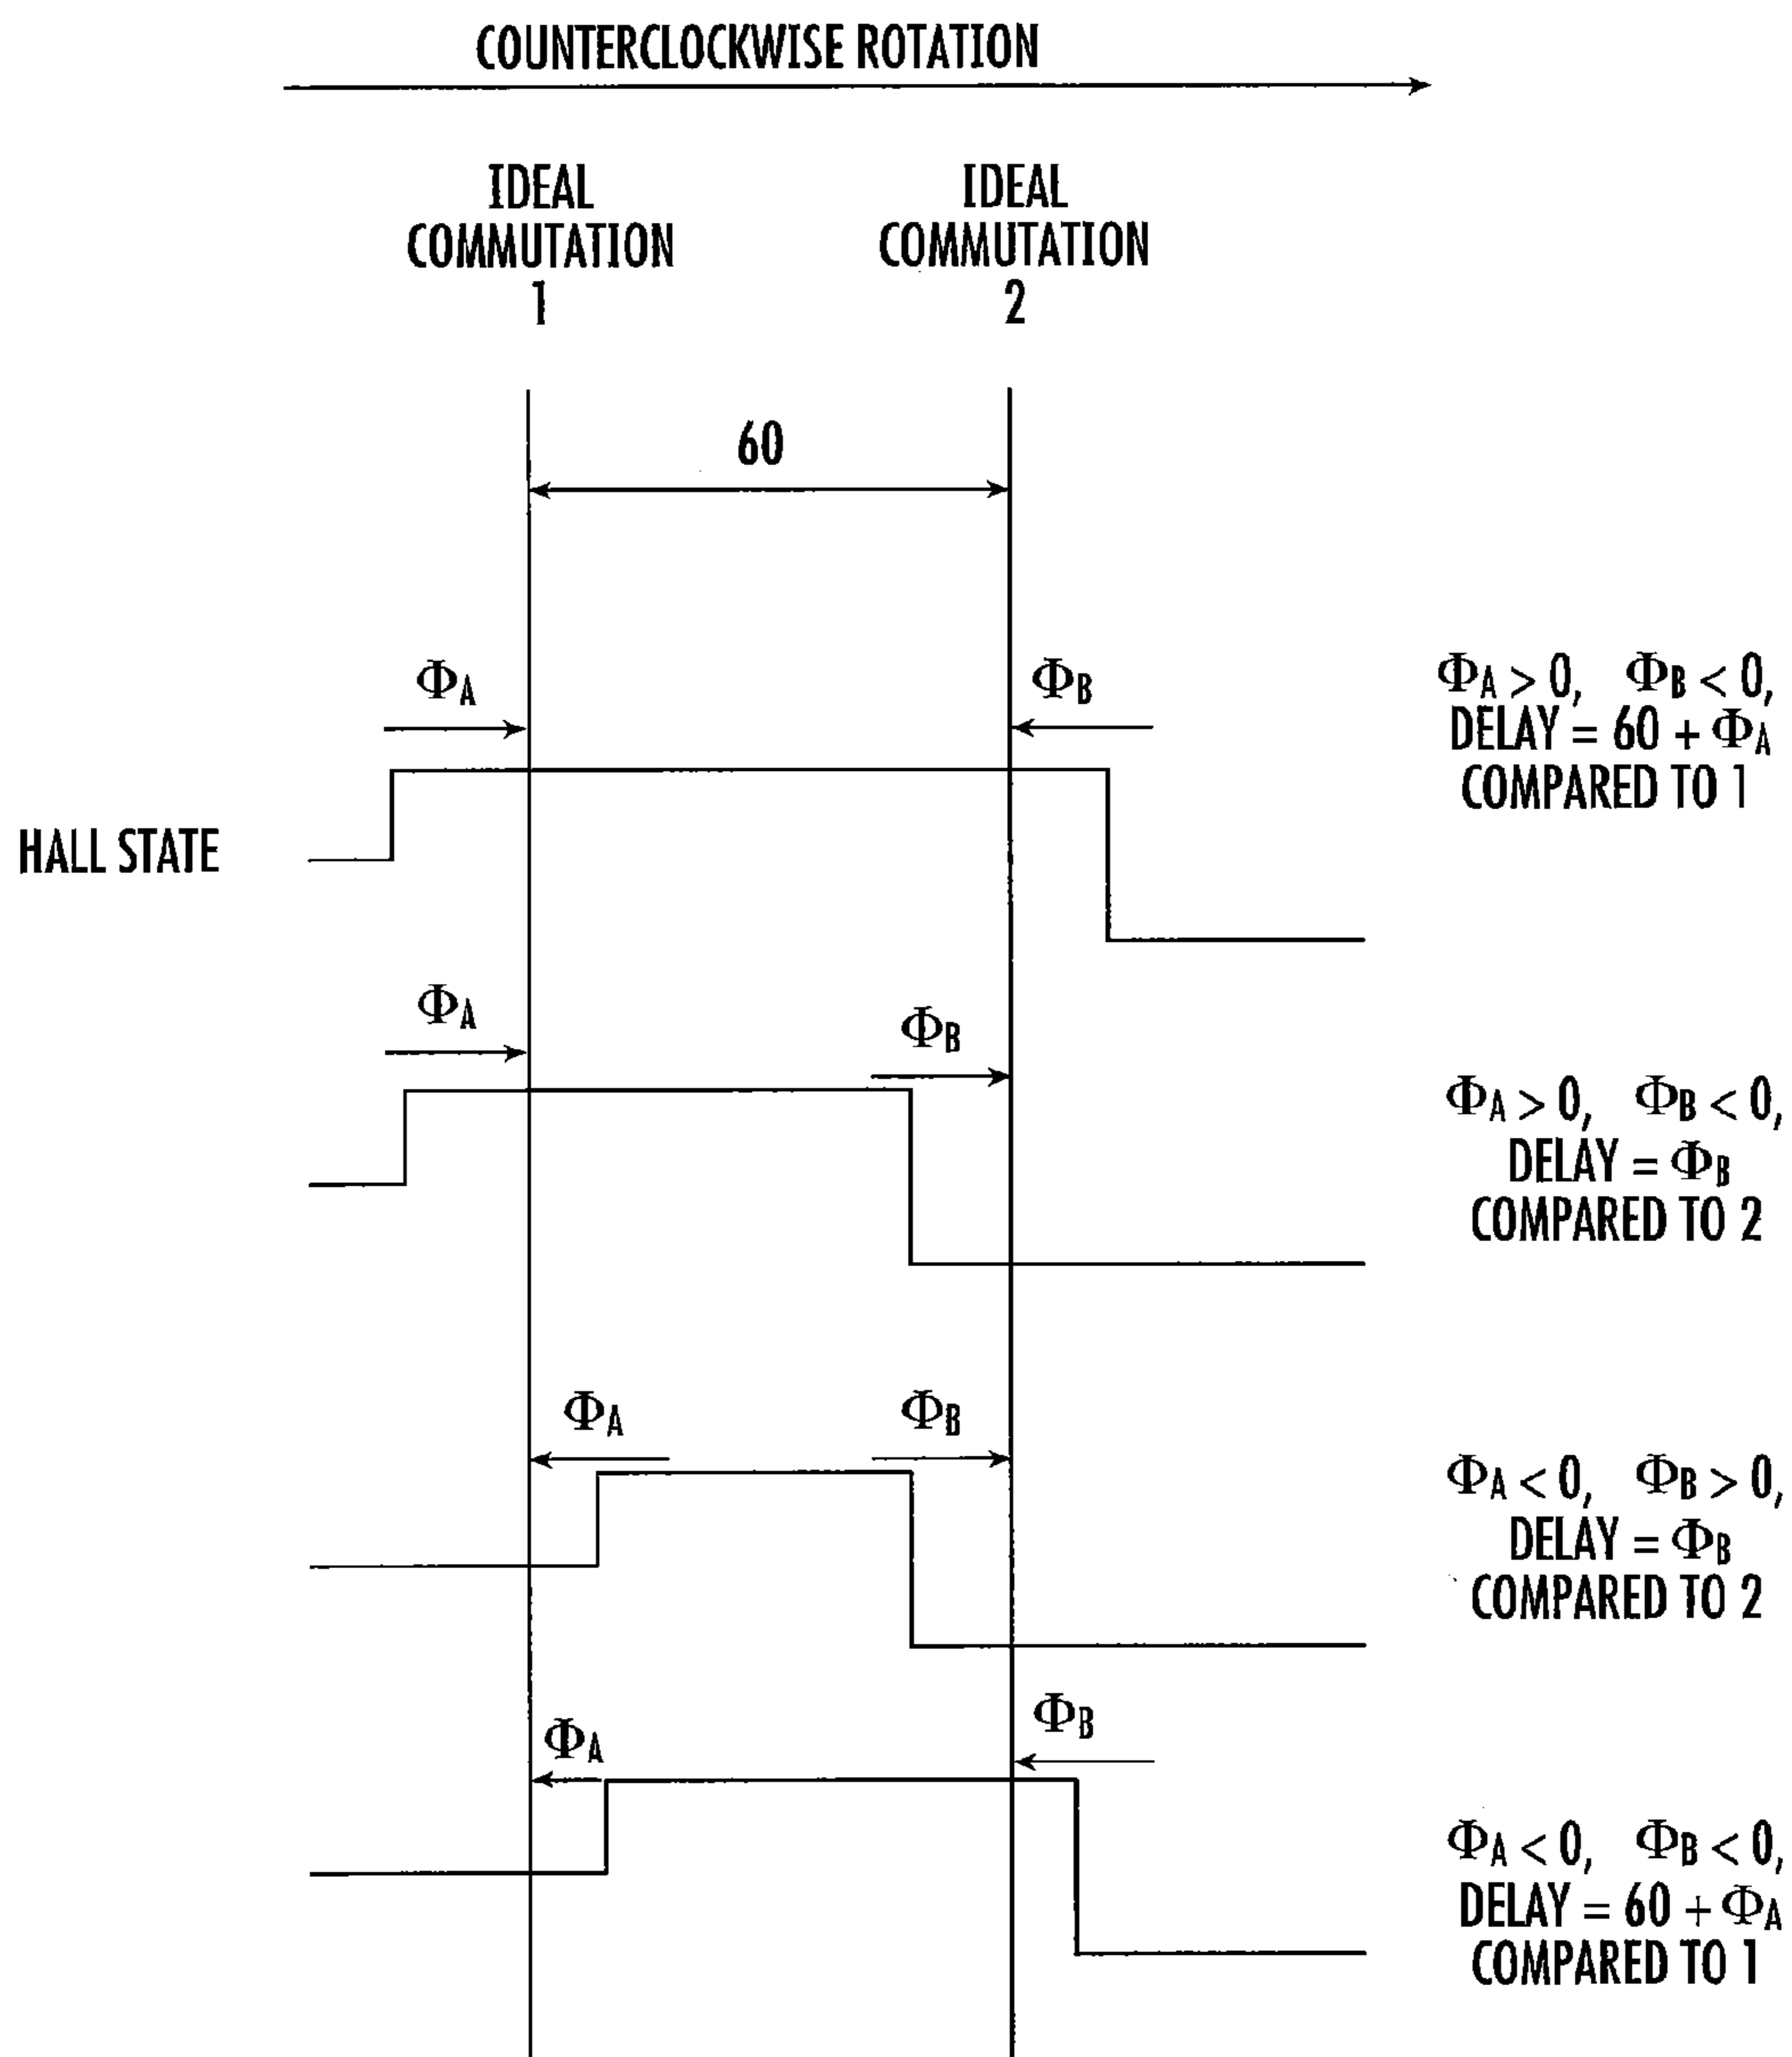 COUNTERCLOCKWISE ROTATION
IDEAL
COMMUTATION
1
IDEAL
COMMUTATION
2
60
ΦA
ΦB
ΦA > 0, ΦB < 0,
DELAY = 60 + ΦA
COMPARED TO 1
HALL STATE
ΦA
ΦB
ΦA > 0, ΦB < 0,
DELAY = ΦB
COMPARED TO 2
ΦA
ΦB
ΦA < 0, ΦB > 0,
DELAY = ΦB
COMPARED TO 2
ΦA
ΦB
ΦA < 0, ΦB < 0,
DELAY = 60 + ΦA
COMPARED TO 1